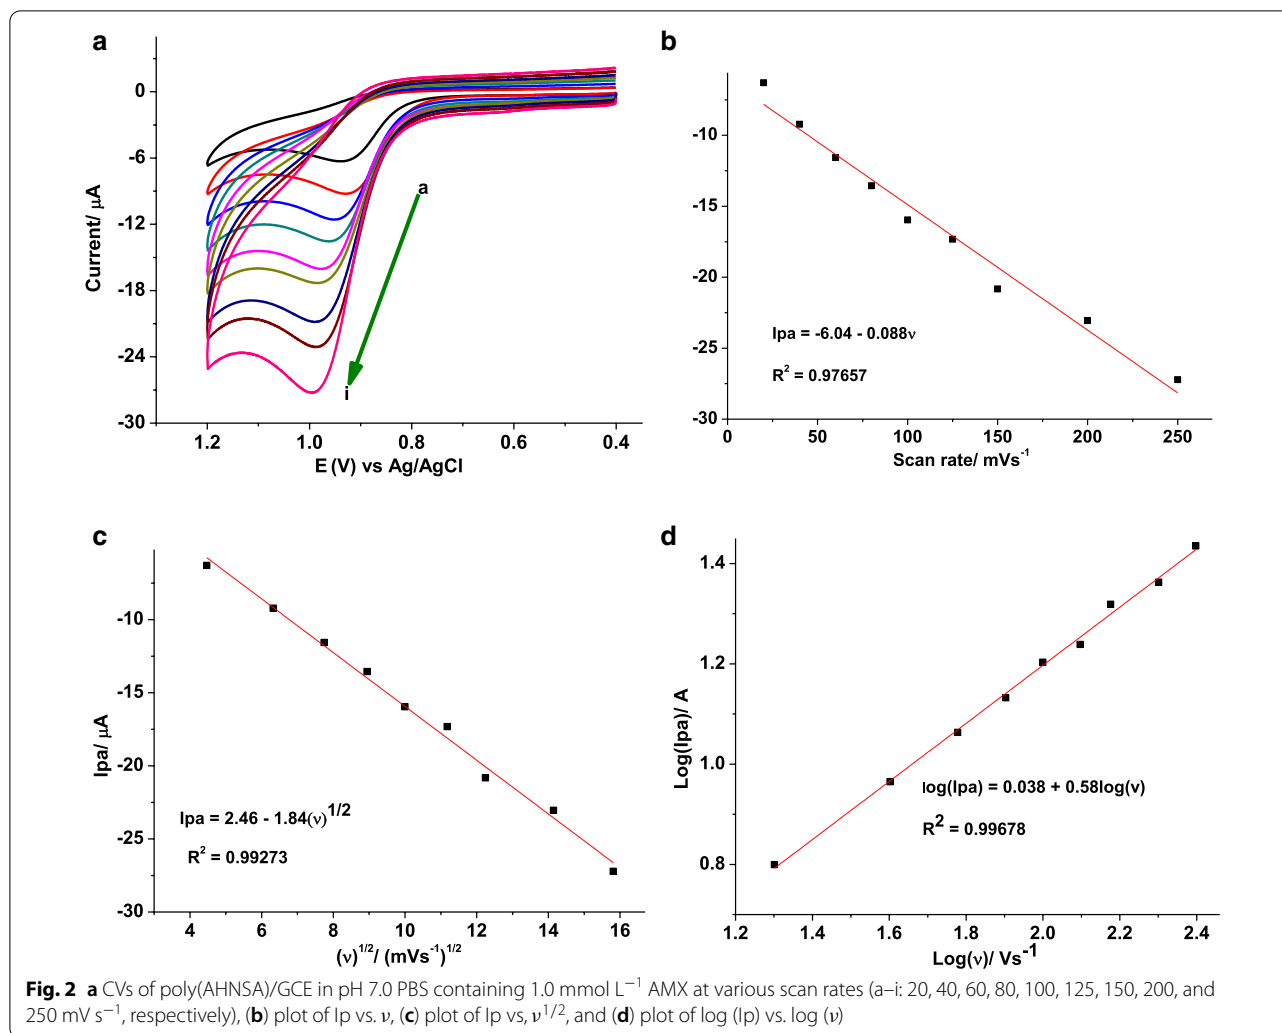 a
0
-6
-12
-18
-24
-30
Current/ μA
a
i
1.2 1.0 0.8 0.6 0.4
E (V) vs Ag/AgCl
b
-10
-15
-20
-25
-30
Ipa = -6.04 - 0.088ν
R² = 0.97657
0 50 100 150 200 250
Scan rate/ mVs⁻¹
c
-10
-15
-20
-25
-30
Ipa/ μA
Ipa = 2.46 - 1.84(ν)^1/2
R² = 0.99273
4 6 8 10 12 14 16
(ν)^1/2/ (mVs⁻¹)^1/2
d
1.4
1.2
1.0
0.8
Log(Ipa)/ A
log(Ipa) = 0.038 + 0.58log(ν)
R² = 0.99678
1.2 1.4 1.6 1.8 2.0 2.2 2.4
Log(ν)/ Vs⁻¹
Fig. 2 a CVs of poly(AHNSA)/GCE in pH 7.0 PBS containing 1.0 mmol L⁻¹ AMX at various scan rates (a–i: 20, 40, 60, 80, 100, 125, 150, 200, and
250 mV s⁻¹, respectively), (b) plot of Ip vs. ν, (c) plot of Ip vs, ν^1/2, and (d) plot of log (Ip) vs. log (ν)